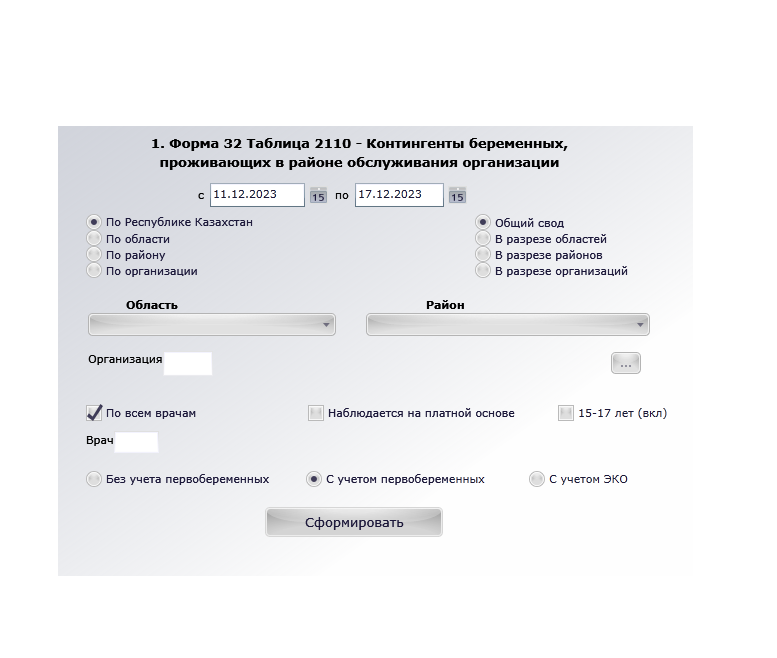 1. Форма 32 Таблица 2110 - Контингенты беременных,
проживающих в районе обслуживания организации
с 11.12.2023 15 по 17.12.2023 15
По Республике Казахстан Общий свод
По области В разрезе областей
По району В разрезе районов
По организации В разрезе организаций
Область Район
Организация ...
По всем врачам Наблюдается на платной основе 15-17 лет (вкл)
Врач
Без учета первобеременных С учетом первобеременных С учетом ЭКО
Сформировать